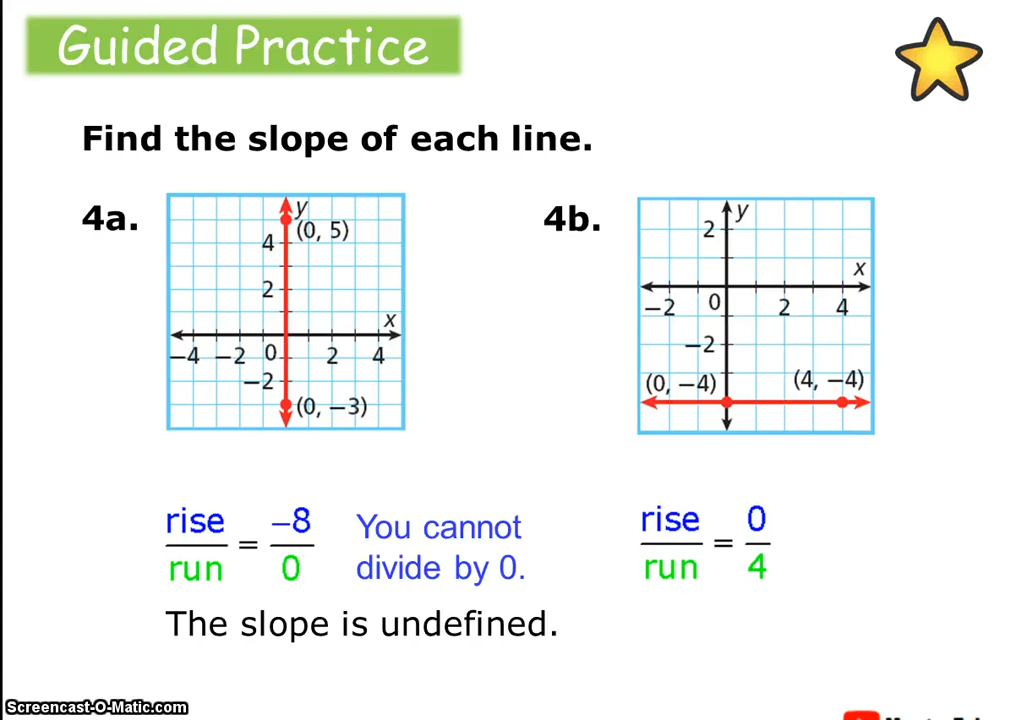 Guided Practice
Find the slope of each line.
4a.
y
(0, 5)
4
2
x
−4 −2 0 2 4
−2
(0, −3)
4b.
y
2
x
−2 0 2 4
−2
(0, −4) (4, −4)
rise
run
=
−8
0
You cannot
divide by 0.
The slope is undefined.
rise
run
=
0
4
Screencast-O-Matic.com